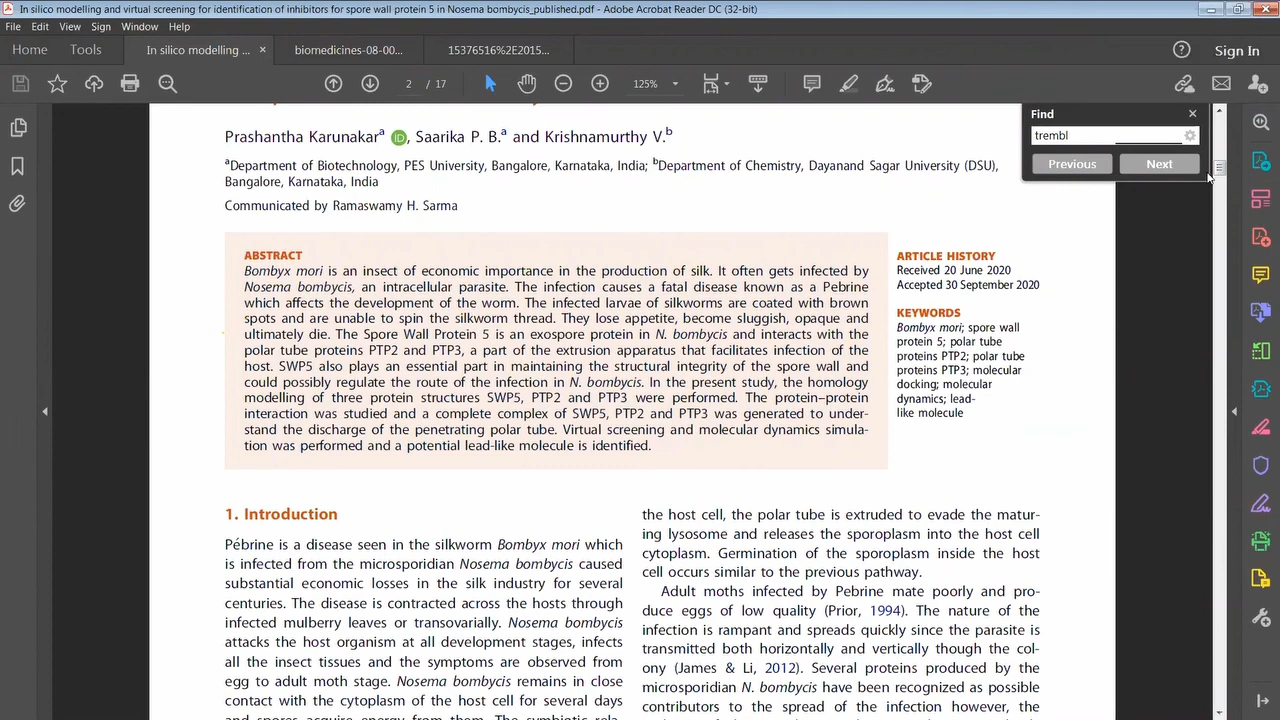 In silico modelling and virtual screening for identification of inhibitors for spore wall protein 5 in Nosema bombycis_published.pdf - Adobe Acrobat Reader DC (32-bit)
File Edit View Sign Window Help
Home Tools In silico modelling ... × biomedicines-08-00... 15376516%2E2015... Sign In
2 / 17 125%
Find
trembl
Previous Next
Prashantha Karunakara iD, Saarika P. B.a and Krishnamurthy V.b
aDepartment of Biotechnology, PES University, Bangalore, Karnataka, India; bDepartment of Chemistry, Dayanand Sagar University (DSU),
Bangalore, Karnataka, India
Communicated by Ramaswamy H. Sarma
ABSTRACT
Bombyx mori is an insect of economic importance in the production of silk. It often gets infected by
Nosema bombycis, an intracellular parasite. The infection causes a fatal disease known as a Pebrine
which affects the development of the worm. The infected larvae of silkworms are coated with brown
spots and are unable to spin the silkworm thread. They lose appetite, become sluggish, opaque and
ultimately die. The Spore Wall Protein 5 is an exospore protein in N. bombycis and interacts with the
polar tube proteins PTP2 and PTP3, a part of the extrusion apparatus that facilitates infection of the
host. SWP5 also plays an essential part in maintaining the structural integrity of the spore wall and
could possibly regulate the route of the infection in N. bombycis. In the present study, the homology
modelling of three protein structures SWP5, PTP2 and PTP3 were performed. The protein–protein
interaction was studied and a complete complex of SWP5, PTP2 and PTP3 was generated to under-
stand the discharge of the penetrating polar tube. Virtual screening and molecular dynamics simula-
tion was performed and a potential lead-like molecule is identified.
ARTICLE HISTORY
Received 20 June 2020
Accepted 30 September 2020
KEYWORDS
Bombyx mori; spore wall
protein 5; polar tube
proteins PTP2; polar tube
proteins PTP3; molecular
docking; molecular
dynamics; lead-
like molecule
1. Introduction
Pébrine is a disease seen in the silkworm Bombyx mori which
is infected from the microsporidian Nosema bombycis caused
substantial economic losses in the silk industry for several
centuries. The disease is contracted across the hosts through
infected mulberry leaves or transovarially. Nosema bombycis
attacks the host organism at all development stages, infects
all the insect tissues and the symptoms are observed from
egg to adult moth stage. Nosema bombycis remains in close
contact with the cytoplasm of the host cell for several days
and spores acquire energy from them. The symbiotic rela-
the host cell, the polar tube is extruded to evade the matur-
ing lysosome and releases the sporoplasm into the host cell
cytoplasm. Germination of the sporoplasm inside the host
cell occurs similar to the previous pathway.
Adult moths infected by Pebrine mate poorly and pro-
duce eggs of low quality (Prior, 1994). The nature of the
infection is rampant and spreads quickly since the parasite is
transmitted both horizontally and vertically though the col-
ony (James & Li, 2012). Several proteins produced by the
microsporidian N. bombycis have been recognized as possible
contributors to the spread of the infection however, the